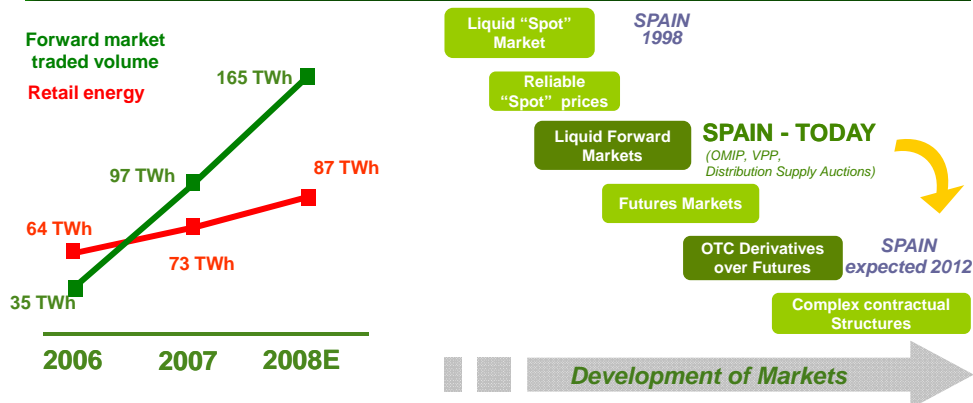 Forward market
traded volume
Retail energy
165 TWh
97 TWh
87 TWh
64 TWh
73 TWh
35 TWh
2006
2007
2008E
Liquid “Spot”
Market
SPAIN
1998
Reliable
“Spot” prices
Liquid Forward
Markets
SPAIN - TODAY
(OMIP, VPP,
Distribution Supply Auctions)
Futures Markets
OTC Derivatives
over Futures
SPAIN
expected 2012
Complex contractual
Structures
Development of Markets